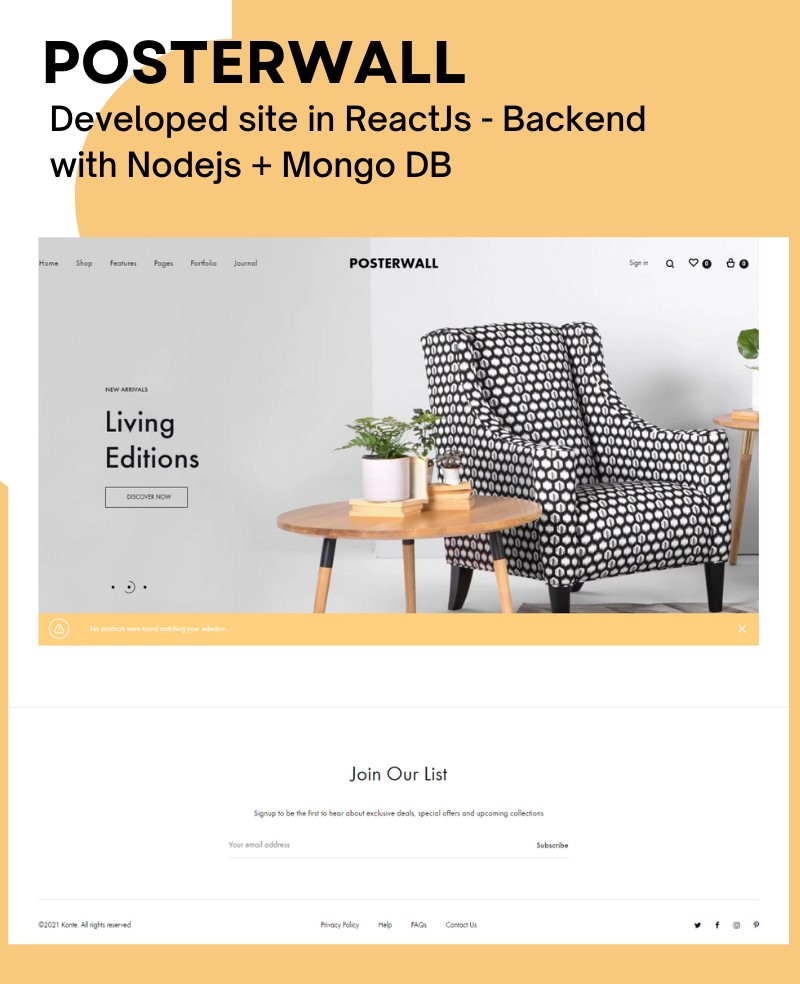 POSTERWALL
Developed site in ReactJs - Backend
with Nodejs + Mongo DB
Home Shop Features Pages Portfolio Journal POSTERWALL Sign in 0 0
NEW ARRIVALS
Living
Editions
DISCOVER NOW
No products were found matching your selection.
Join Our List
Signup to be the first to hear about exclusive deals, special offers and upcoming collections
Your email address Subscribe
©2021 Konte. All rights reserved Privacy Policy Help FAQs Contact Us